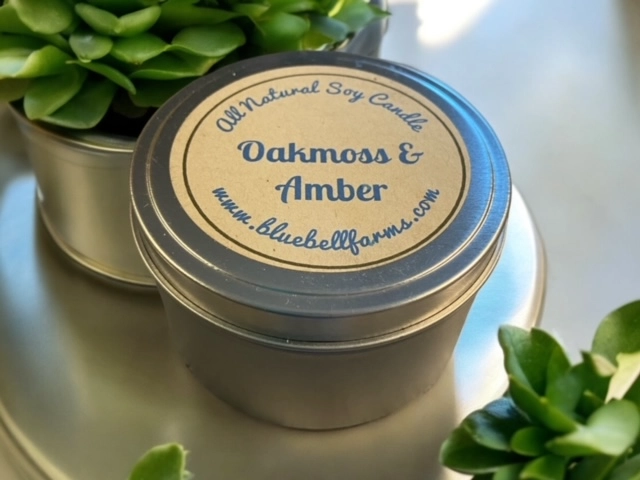 All Natural Soy Candle
Oakmoss &
Amber
www.bluebellfarms.com